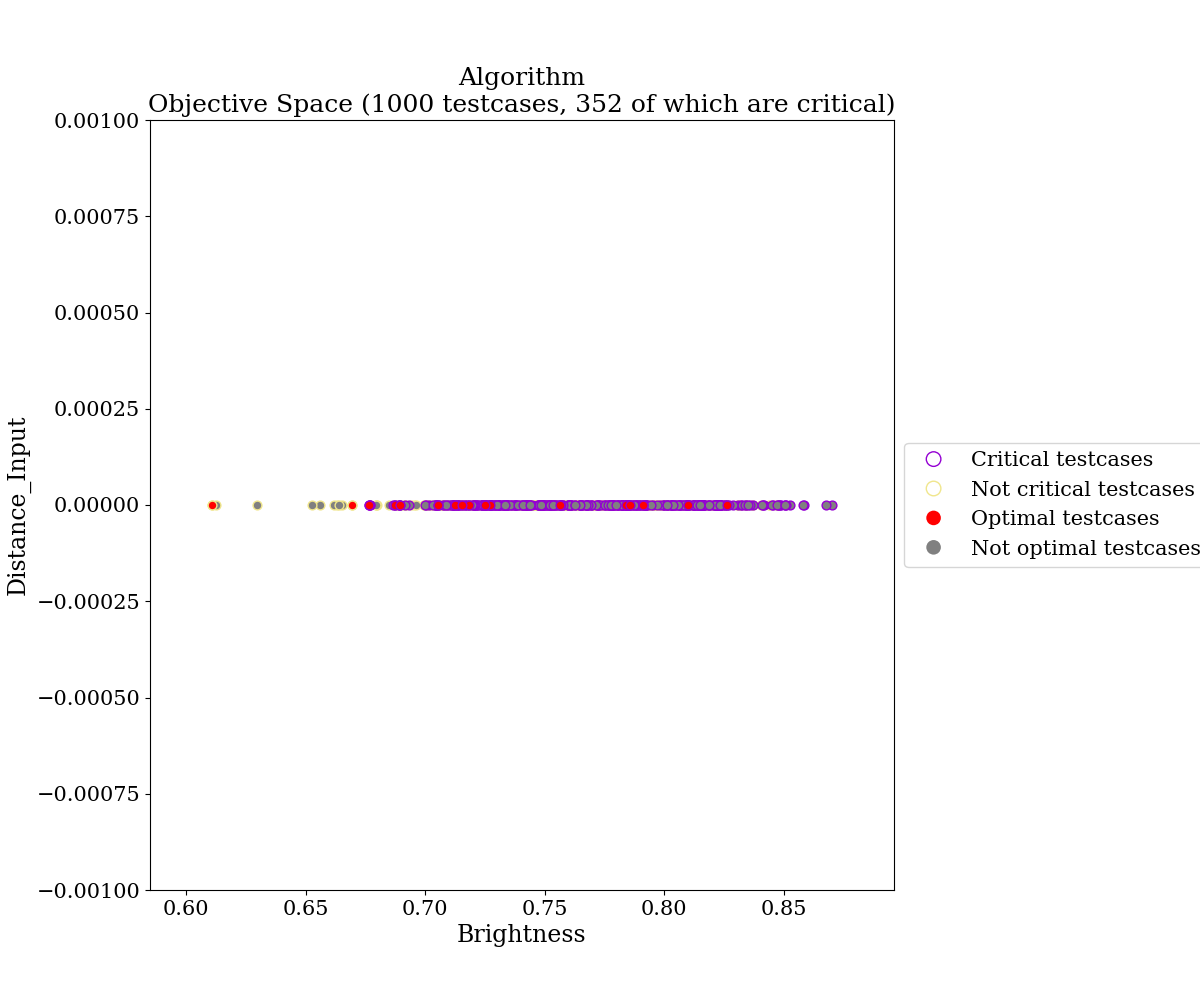 Algorithm
Objective Space (1000 testcases, 352 of which are critical)
0.00100
0.00075
0.00050
0.00025
0.00000
−0.00025
−0.00050
−0.00075
−0.00100
Distance_Input
0.60 0.65 0.70 0.75 0.80 0.85
Brightness
Critical testcases
Not critical testcases
Optimal testcases
Not optimal testcases